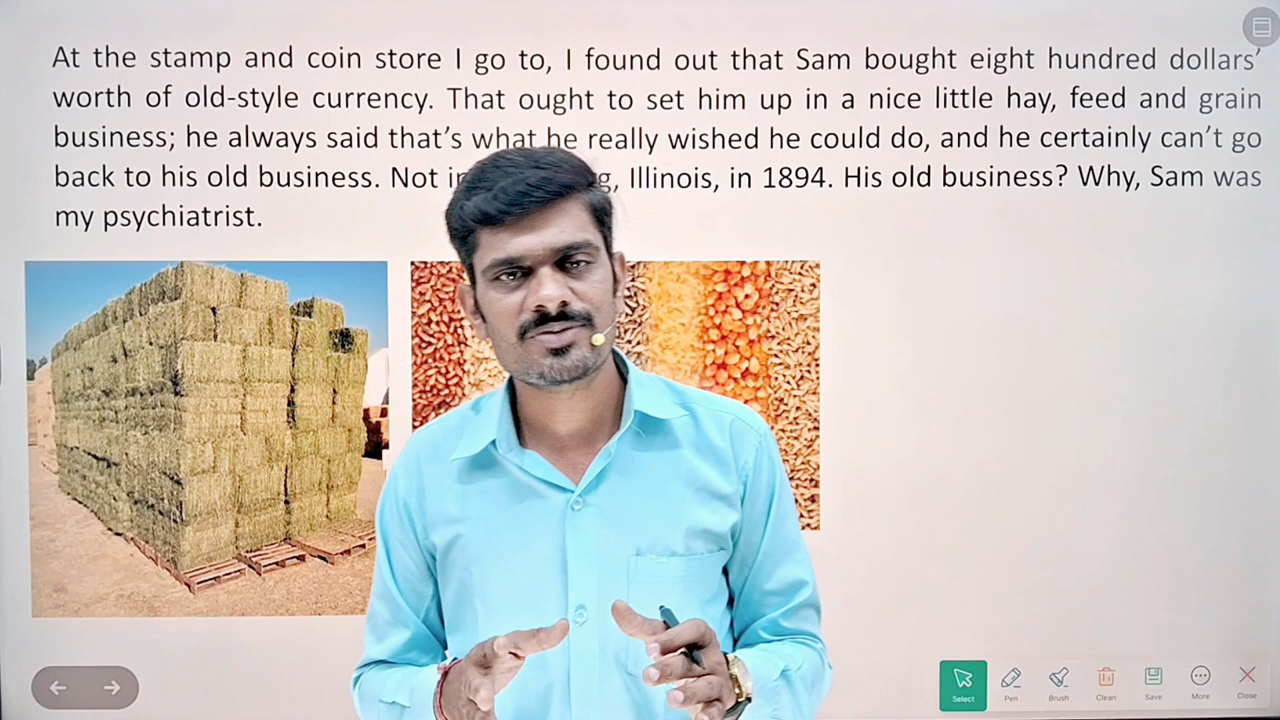 At the stamp and coin store I go to, I found out that Sam bought eight hundred dollars’
worth of old-style currency. That ought to set him up in a nice little hay, feed and grain
business; he always said that’s what he really wished he could do, and he certainly can’t go
back to his old business. Not in g, Illinois, in 1894. His old business? Why, Sam was
my psychiatrist.
Select Pen Brush Clean Save More Close